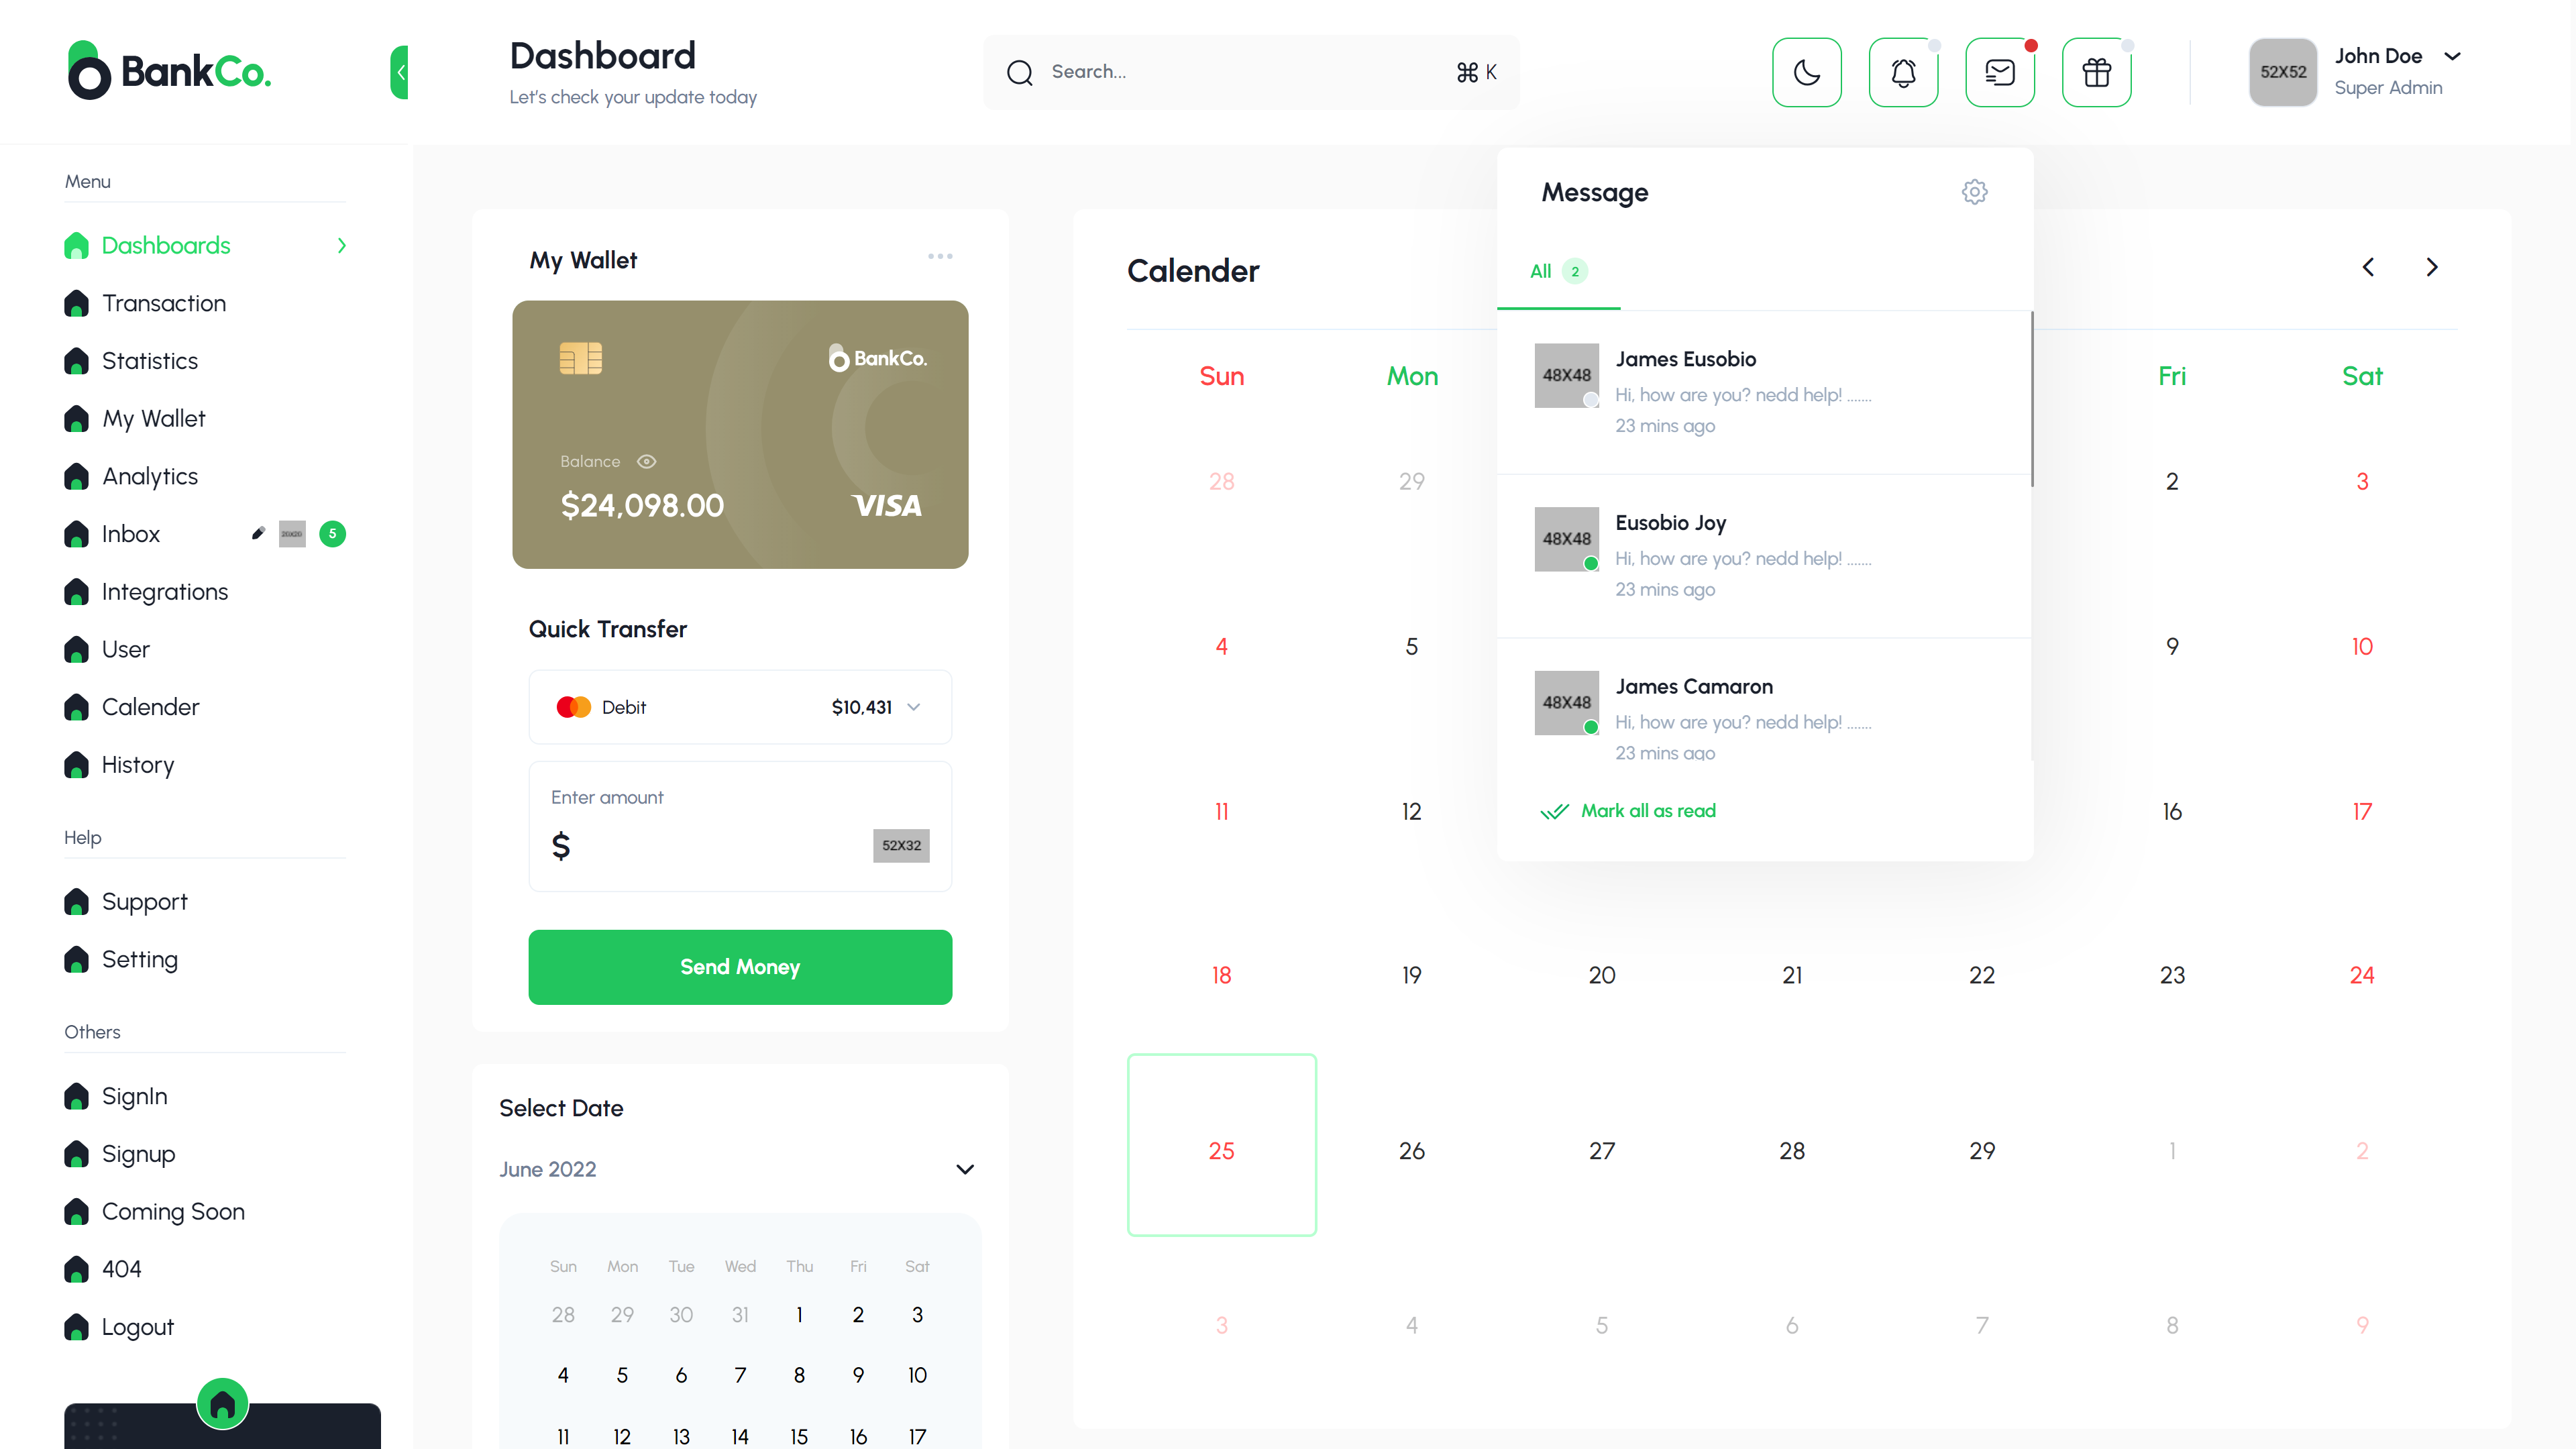 BankCo.
Dashboard
Let's check your update today
Search...
⌘ K
52X52
John Doe
Super Admin
Menu
Dashboards
Transaction
Statistics
My Wallet
Analytics
Inbox
20x20
5
Integrations
User
Calender
History
Help
Support
Setting
Others
SignIn
Signup
Coming Soon
404
Logout
My Wallet
BankCo.
Balance
$24,098.00
VISA
Quick Transfer
Debit $10,431
Enter amount
$
52X32
Send Money
Select Date
June 2022
Sun Mon Tue Wed Thu Fri Sat
28 29 30 31 1 2 3
4 5 6 7 8 9 10
11 12 13 14 15 16 17
Message
All 2
48X48
James Eusobio
Hi, how are you? nedd help! .......
23 mins ago
48X48
Eusobio Joy
Hi, how are you? nedd help! .......
23 mins ago
48X48
James Camaron
Hi, how are you? nedd help! .......
23 mins ago
Mark all as read
Calender
Sun Mon Fri Sat
28 29 2 3
4 5 9 10
11 12 16 17
18 19 20 21 22 23 24
25 26 27 28 29 1 2
3 4 5 6 7 8 9